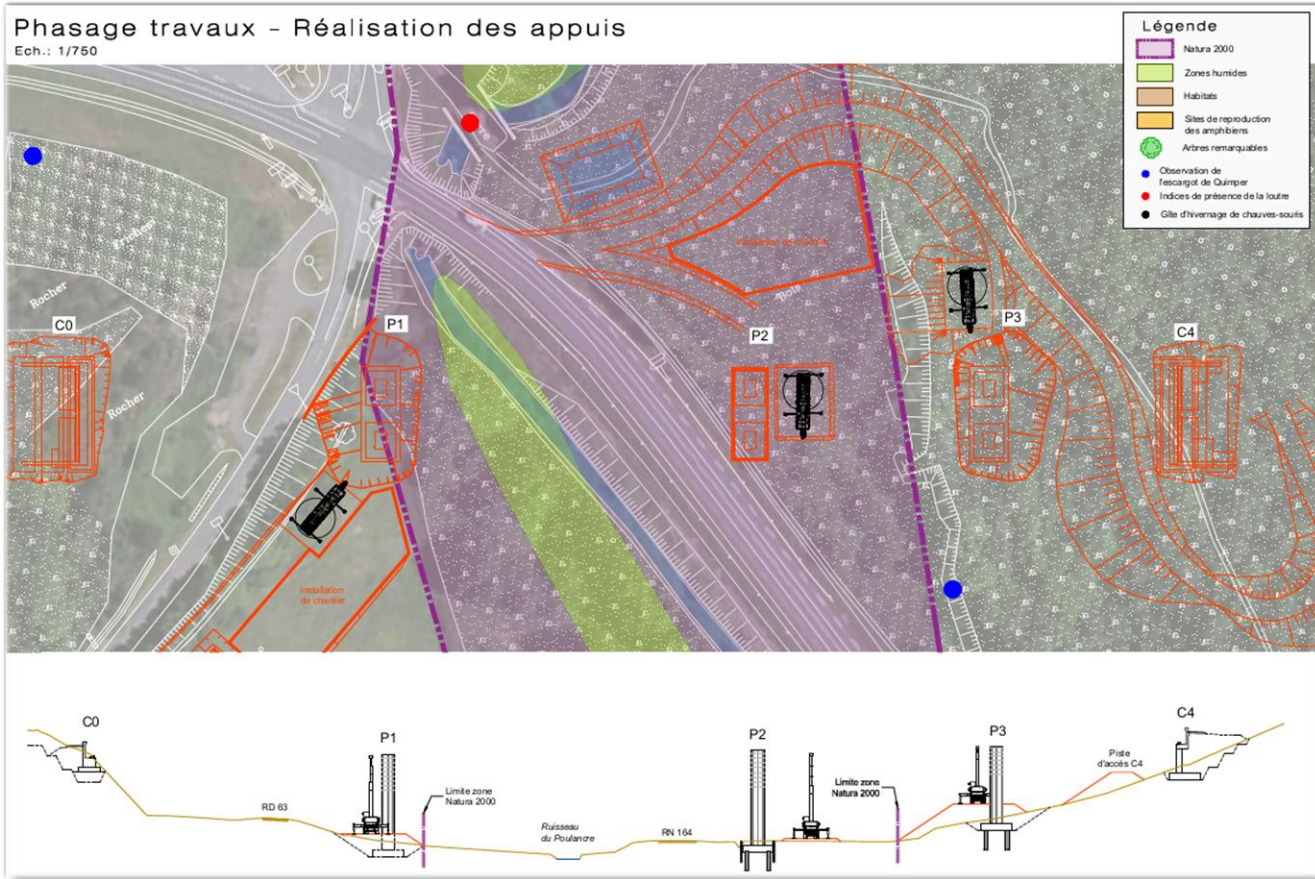 Phasage travaux - Réalisation des appuis
Ech.: 1/750
Légende
Natura 2000
Zones humides
Habitats
Sites de reproduction
des amphibiens
Arbres remarquables
Observation de
l'escargot de Quimper
Indices de présence de la loutre
Gîte d'hivernage de chauves-souris
Rocher
C0
Rocher
P1
P2
P3
C4
Installation
de chantier
C0
P1
P2
P3
C4
RD 63
Limite zone
Natura 2000
Ruisseau
du Poulancre
RN 164
Limite zone
Natura 2000
Piste
d'accès C4